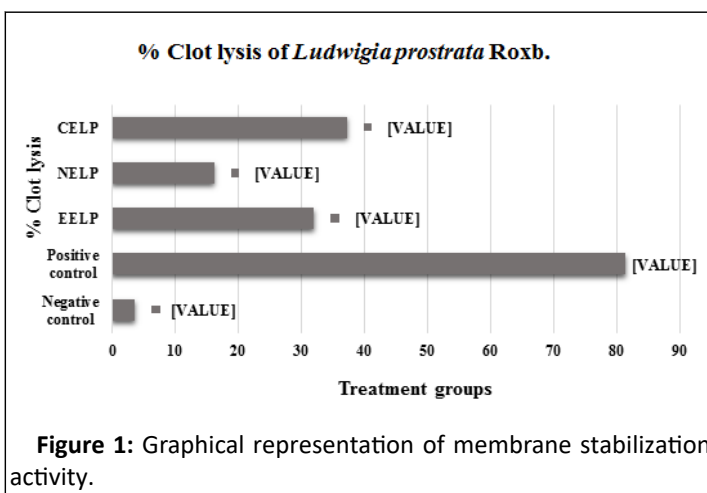 % Clot lysis of Ludwigia prostrata Roxb.
% Clot lysis
CELP
[VALUE]
NELP
[VALUE]
EELP
[VALUE]
Positive
control
[VALUE]
Negative
control
[VALUE]
0 10 20 30 40 50 60 70 80 90
Treatment groups
Figure 1: Graphical representation of membrane stabilization
activity.